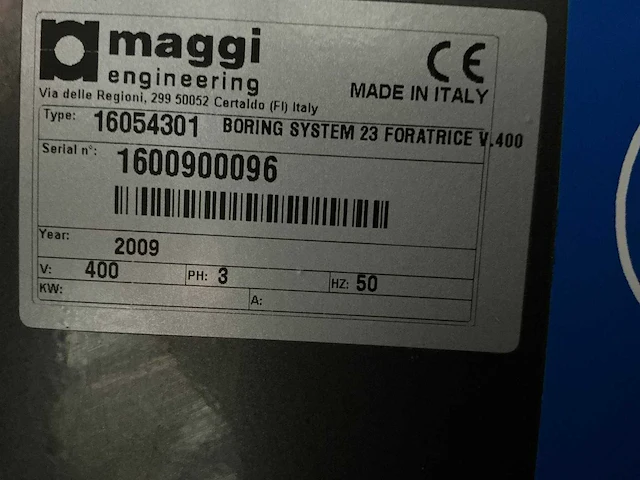 maggi
engineering
Via delle Regioni, 299 50052 Certaldo (FI) Italy
CE
MADE IN ITALY
Type: 16054301 BORING SYSTEM 23 FORATRICE V.400
Serial n°: 1600900096
Year: 2009
V: 400 PH: 3 HZ: 50
KW: A: